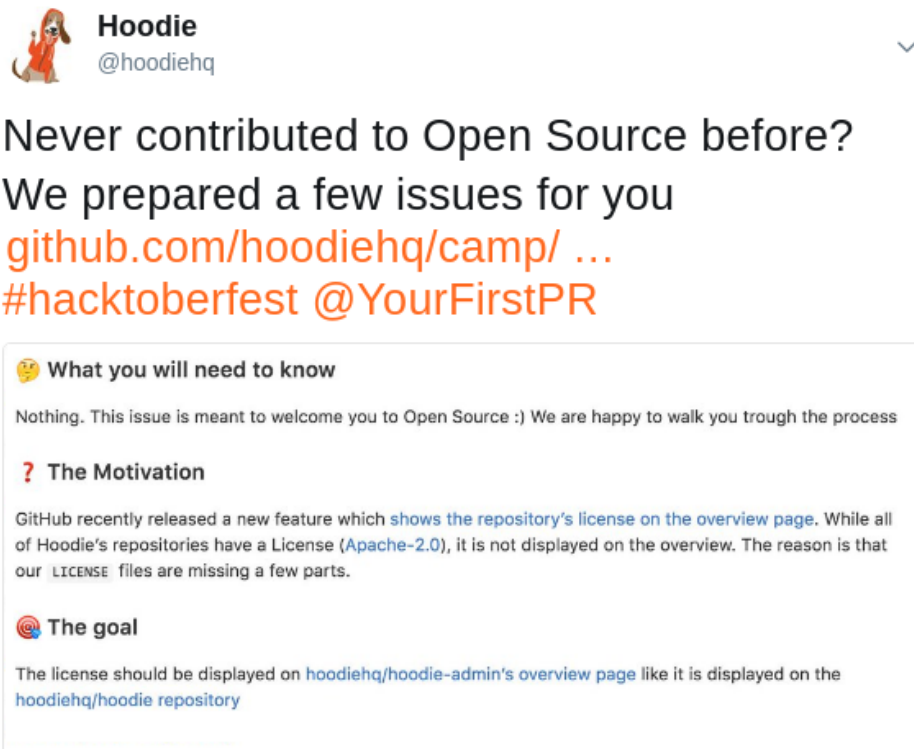 Hoodie
@hoodiehq
Never contributed to Open Source before?
We prepared a few issues for you
github.com/hoodiehq/camp/ …
#hacktoberfest @YourFirstPR
🤔 What you will need to know
Nothing. This issue is meant to welcome you to Open Source :) We are happy to walk you trough the process
❓ The Motivation
GitHub recently released a new feature which shows the repository's license on the overview page. While all
of Hoodie's repositories have a License (Apache-2.0), it is not displayed on the overview. The reason is that
our LICENSE files are missing a few parts.
🎯 The goal
The license should be displayed on hoodiehq/hoodie-admin's overview page like it is displayed on the
hoodiehq/hoodie repository